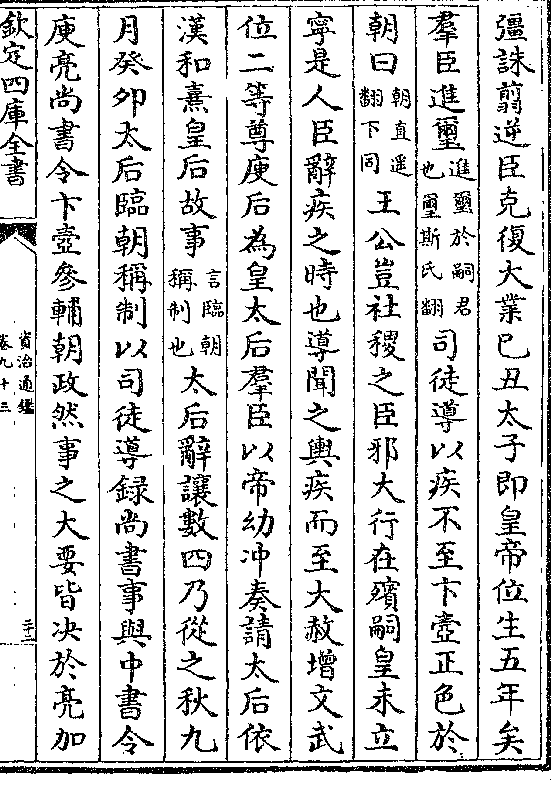 彊誅翦逆臣克復大業己丑太子即皇帝位生五年矣
羣臣進璽進璽於嗣君也璽斯氏翻司徒導以疾不至卞壼正色於
朝曰朝直遥翻下同王公豈社稷之臣邪大行在殯嗣皇未立
寧是人臣辭疾之時也導聞之輿疾而至大赦增文武
位二等尊庾后為皇太后羣臣以帝幼冲奏請太后依
漢和熹皇后故事言臨朝稱制也太后辭讓數四乃從之秋九
月癸卯太后臨朝稱制以司徒導録尚書事與中書令
庾亮尚書令卞壼參輔朝政然事之大要皆决於亮加
欽定四庫全書
資治通鑑
卷九十三
二十二